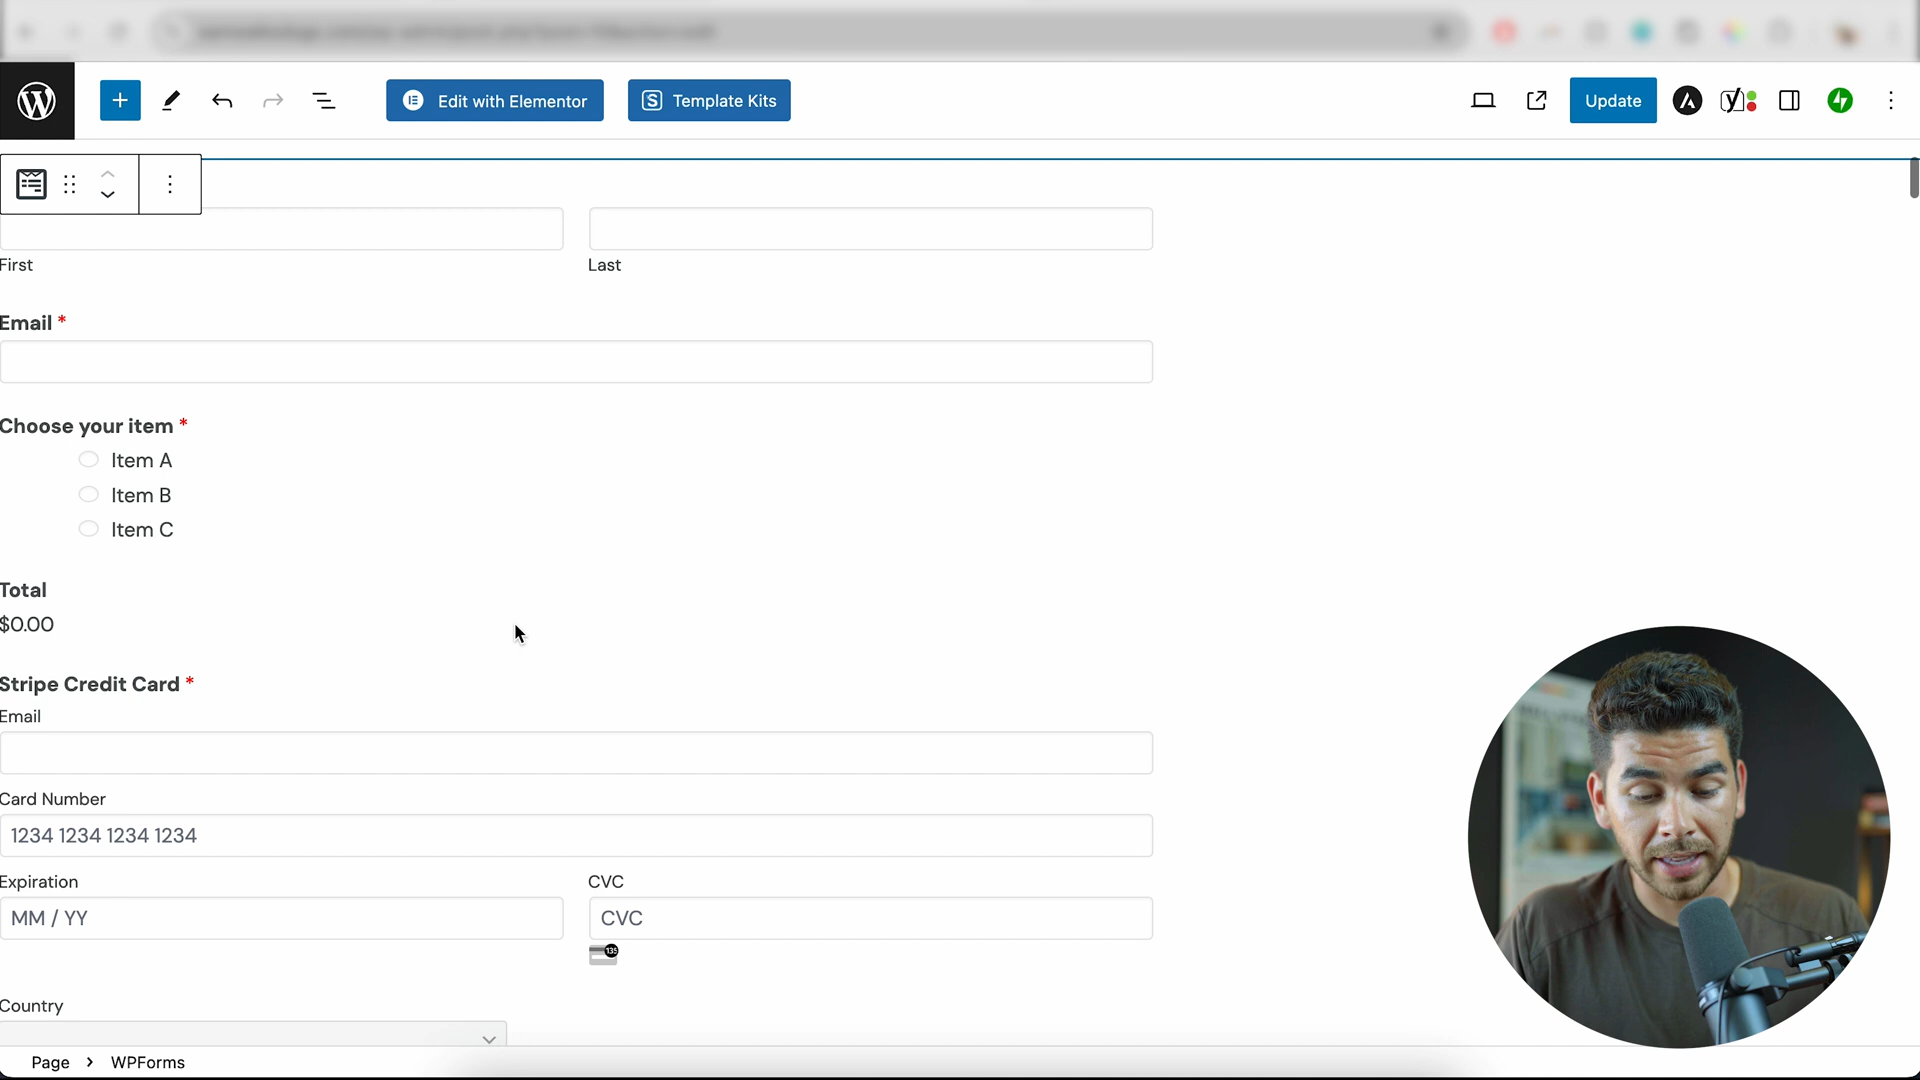 Edit with Elementor
Template Kits
Update
First
Last
Email *
Choose your item *
Item A
Item B
Item C
Total
$0.00
Stripe Credit Card *
Email
Card Number
1234 1234 1234 1234
Expiration
CVC
MM / YY
CVC
135
Country
Page > WPForms